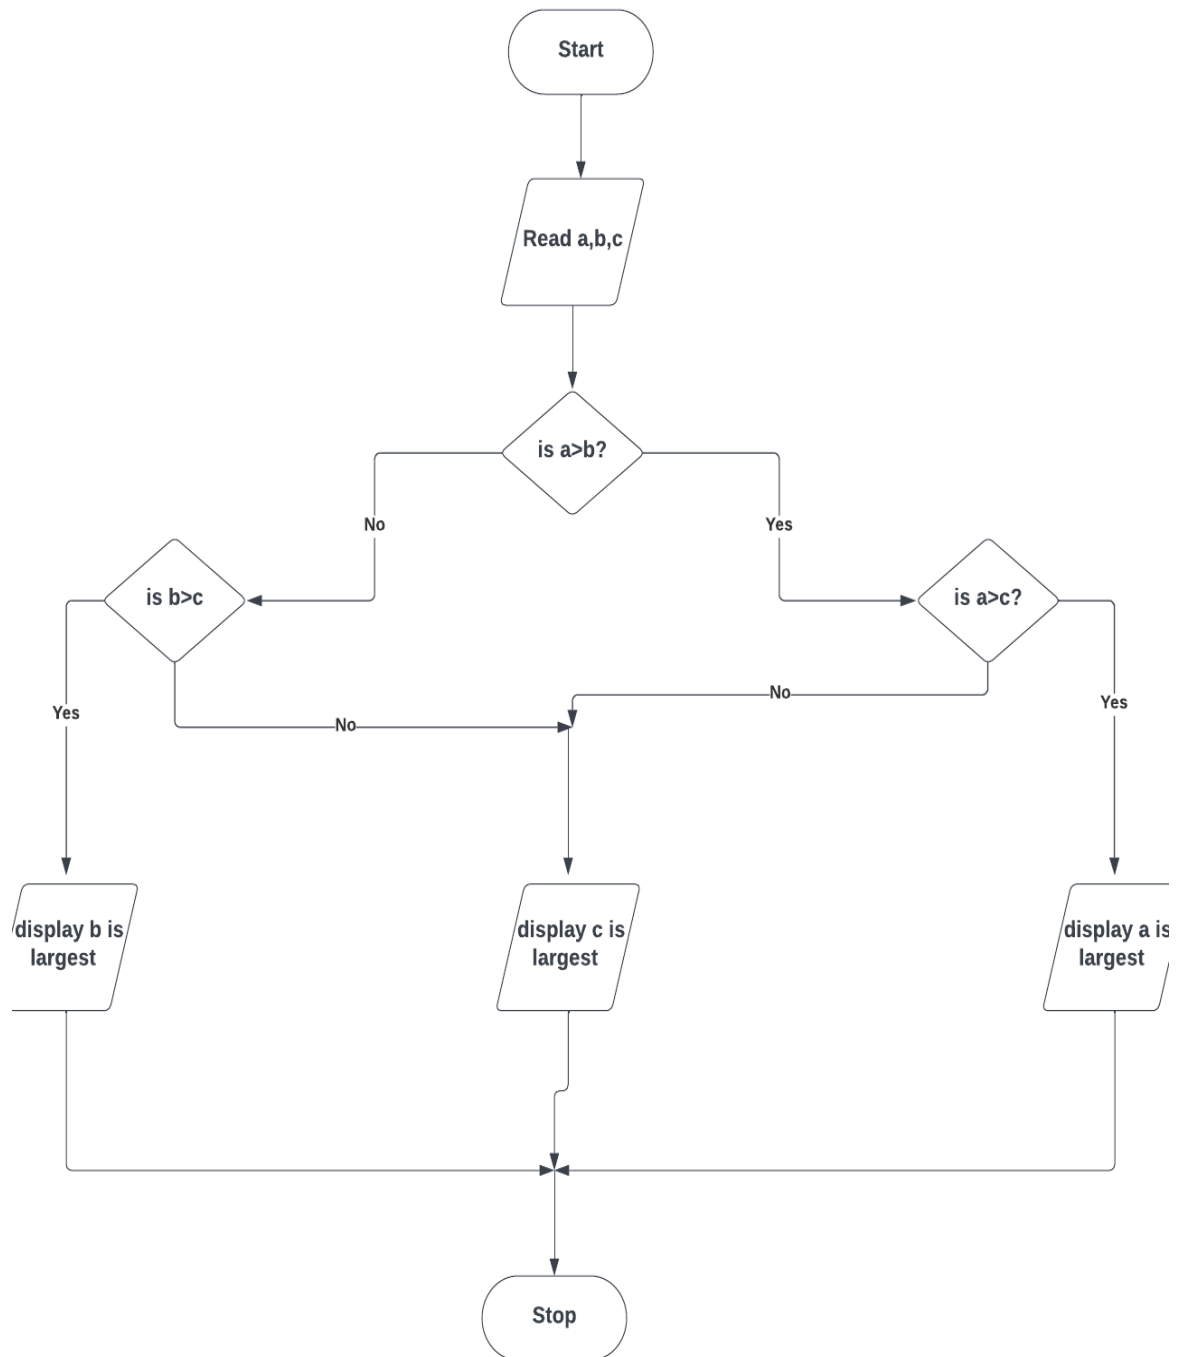 Start
Read a,b,c
is a>b?
No
Yes
is b>c
is a>c?
No
Yes
Yes
No
display b is
largest
display c is
largest
display a is
largest
Stop